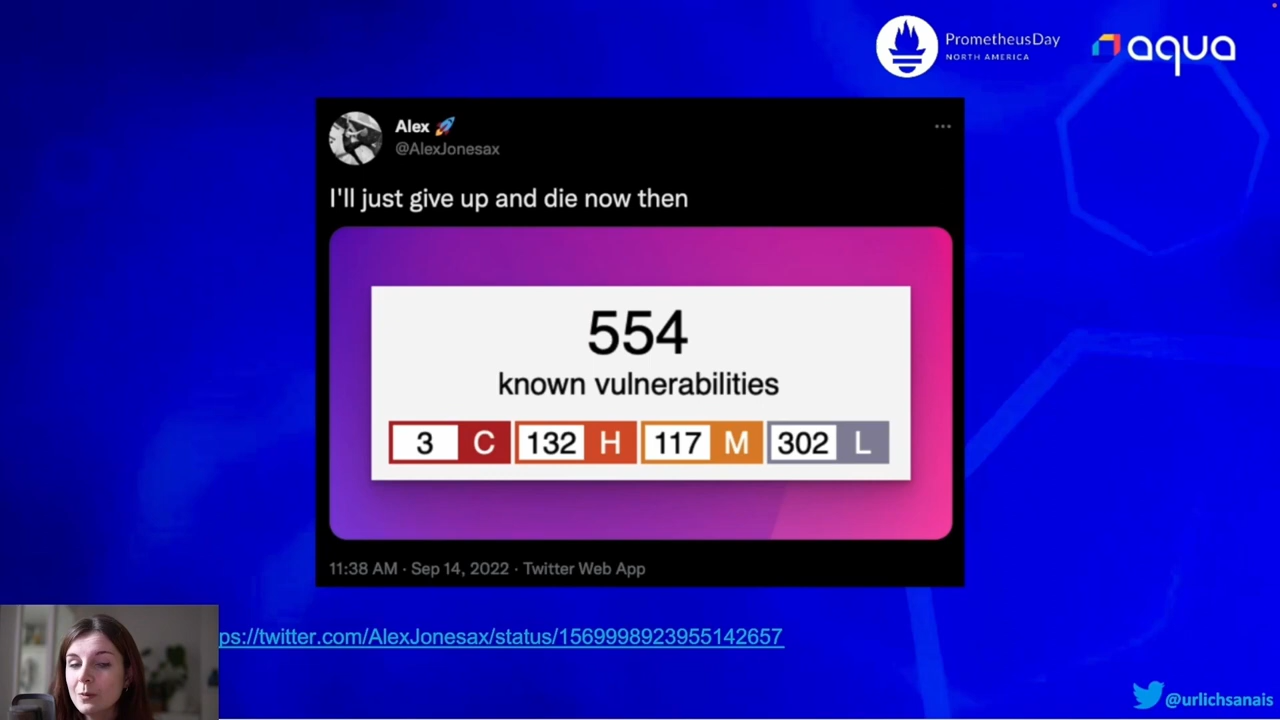 PrometheusDay
NORTH AMERICA
aqua
Alex 🚀
@AlexJonesax
I'll just give up and die now then
554
known vulnerabilities
3 C 132 H 117 M 302 L
11:38 AM · Sep 14, 2022 · Twitter Web App
ps://twitter.com/AlexJonesax/status/1569998923955142657
@urlichsanais